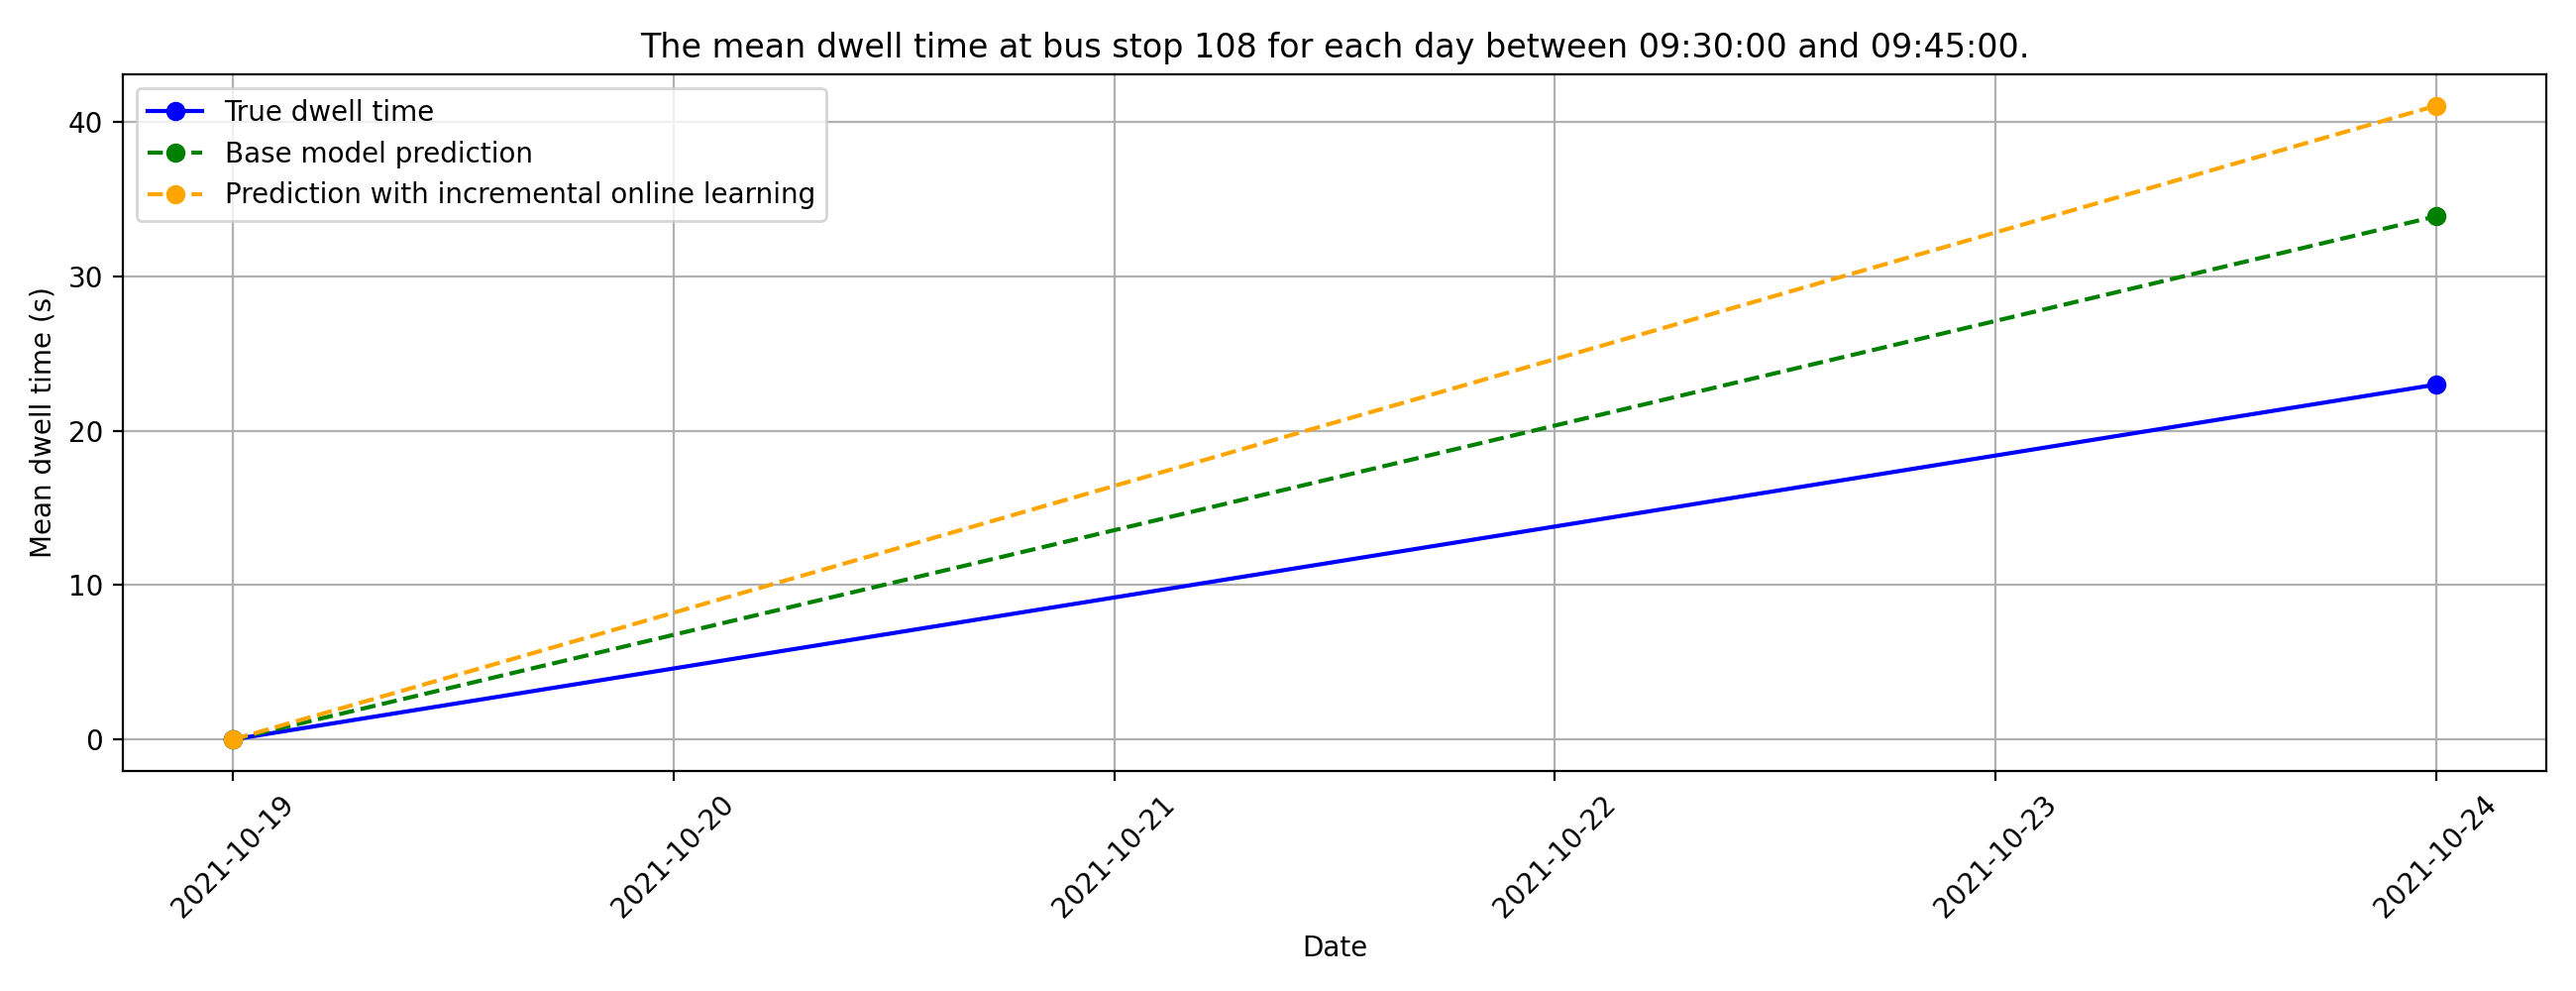 The mean dwell time at bus stop 108 for each day between 09:30:00 and 09:45:00.
True dwell time
Base model prediction
Prediction with incremental online learning
Mean dwell time (s)
40
30
20
10
0
2021-10-19
2021-10-20
2021-10-21
2021-10-22
2021-10-23
2021-10-24
Date